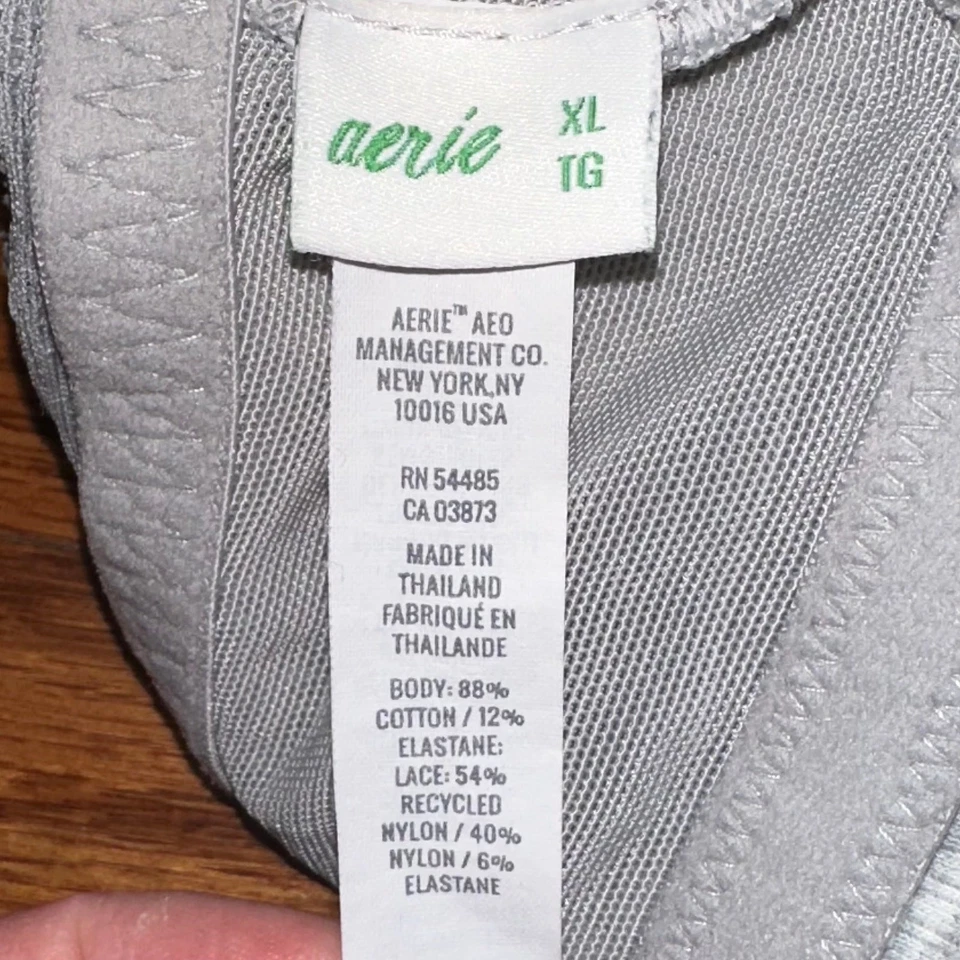 aerie
XL
TG
AERIE™ AEO
MANAGEMENT CO.
NEW YORK,NY
10016 USA
RN 54485
CA 03873
MADE IN
THAILAND
FABRIQUÉ EN
THAILANDE
BODY: 88%
COTTON / 12%
ELASTANE:
LACE: 54%
RECYCLED
NYLON / 40%
NYLON / 6%
ELASTANE